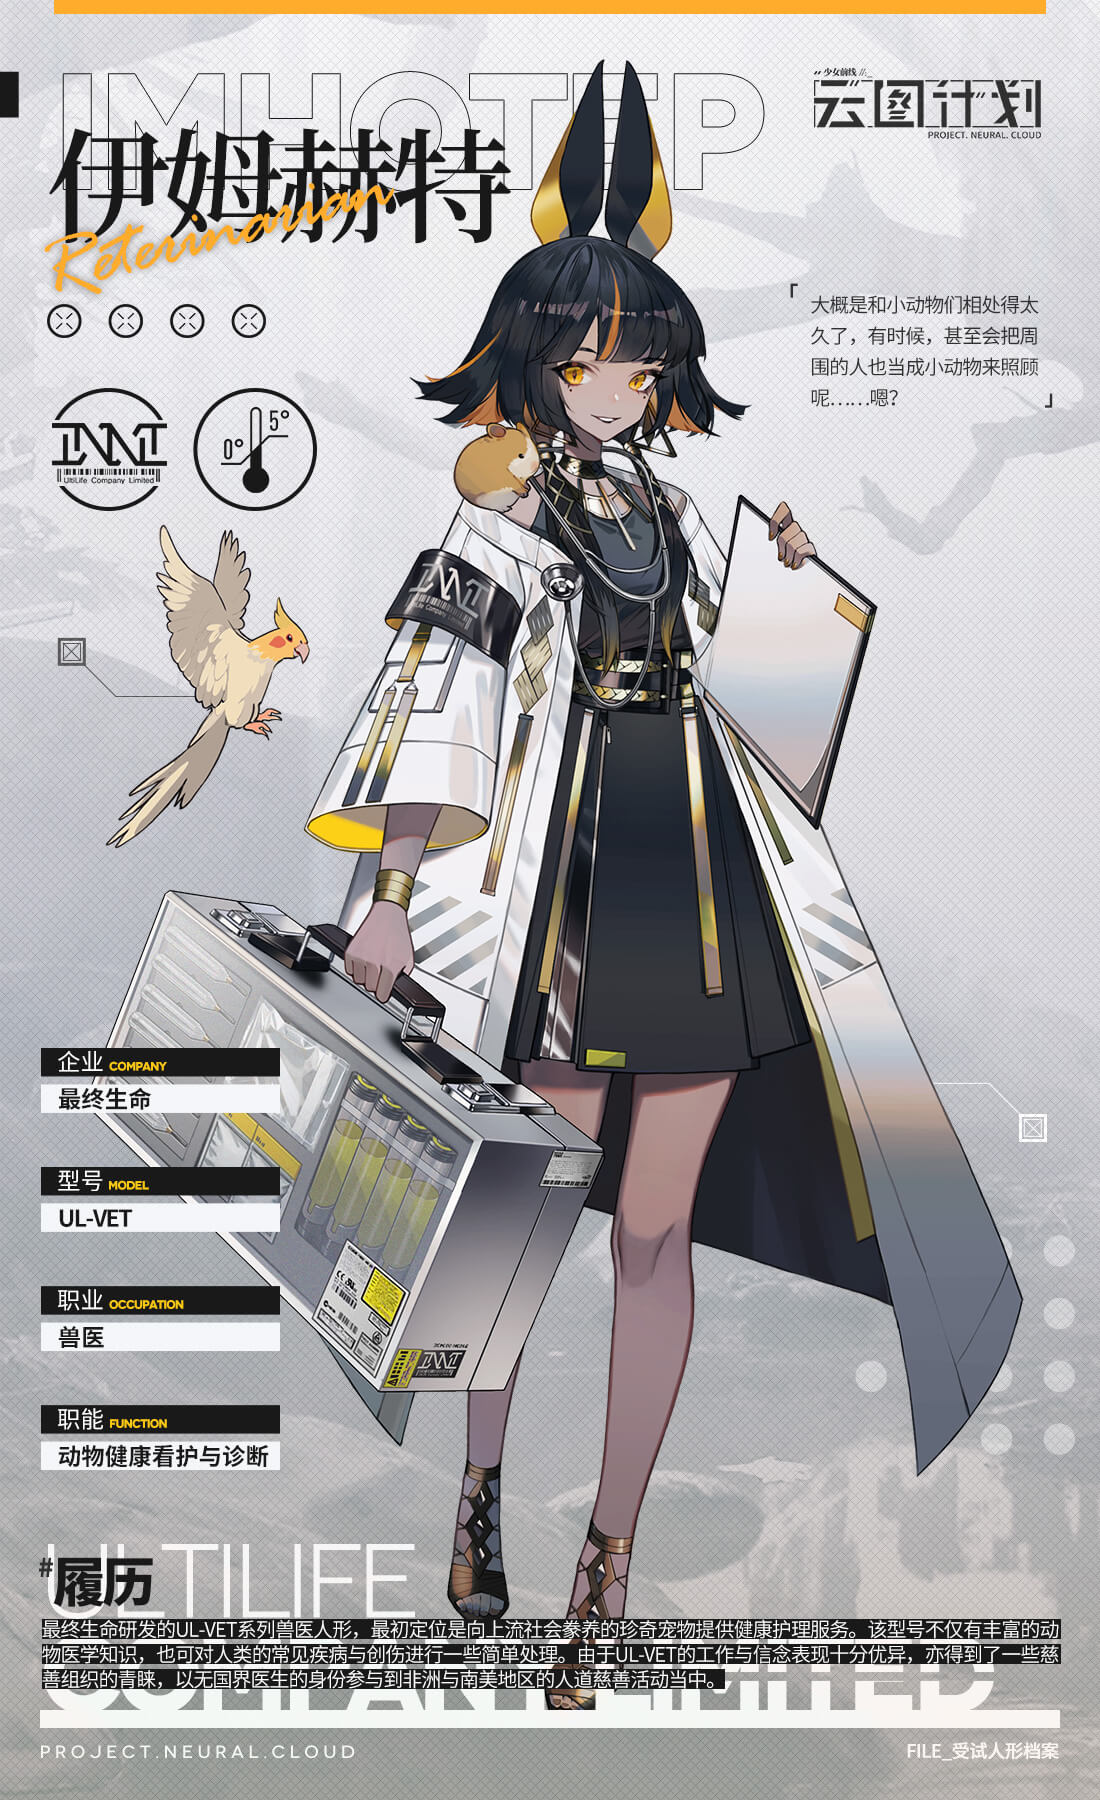 IMHOTEP
伊姆赫特
Reterinarian
少女前线
云图计划
PROJECT. NEURAL. CLOUD
「大概是和小动物们相处得太
久了，有时候，甚至会把周
围的人也当成小动物来照顾
呢……嗯？」
UltiLife Company Limited
0° 5°
企业 COMPANY
最终生命
型号 MODEL
UL-VET
职业 OCCUPATION
兽医
职能 FUNCTION
动物健康看护与诊断
ULTILIFE
#履历
COMPANY LIMITED
最终生命研发的UL-VET系列兽医人形，最初定位是向上流社会豢养的珍奇宠物提供健康护理服务。该型号不仅有丰富的动
物医学知识，也可对人类的常见疾病与创伤进行一些简单处理。由于UL-VET的工作与信念表现十分优异，亦得到了一些慈
善组织的青睐，以无国界医生的身份参与到非洲与南美地区的人道慈善活动当中。
PROJECT.NEURAL.CLOUD
FILE_受试人形档案